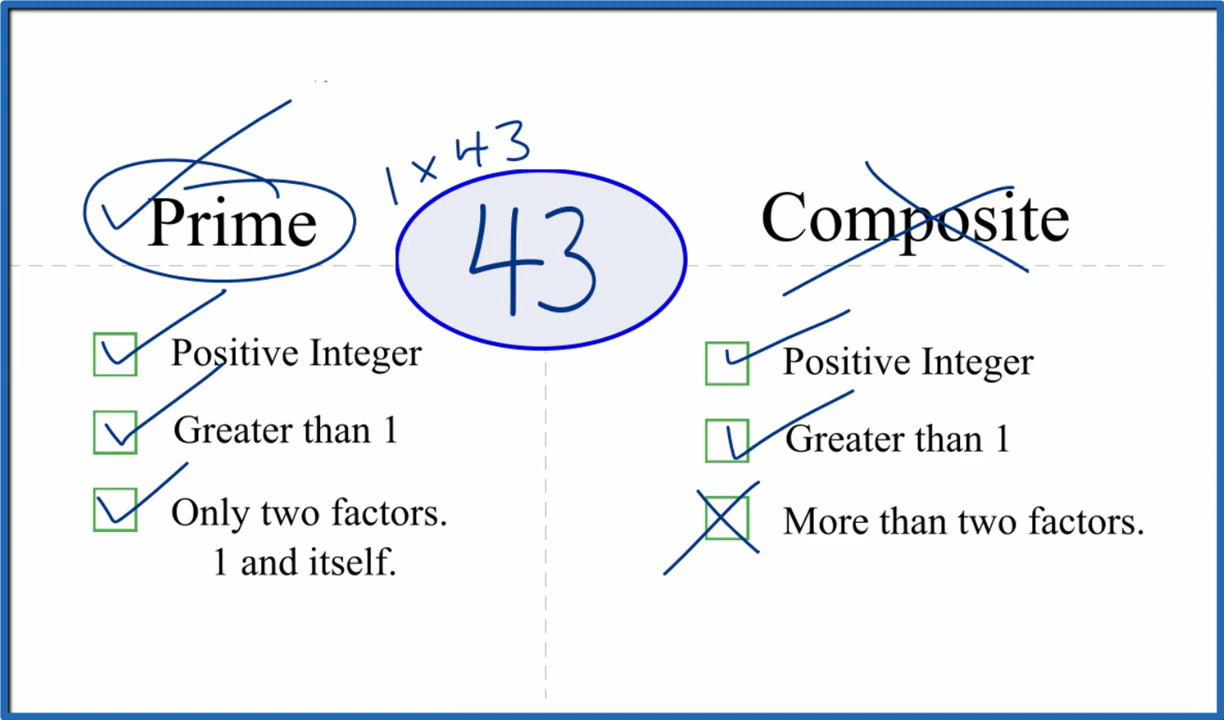 1 x 43
Prime
43
Composite
Positive Integer
Greater than 1
Only two factors.
1 and itself.
Positive Integer
Greater than 1
More than two factors.